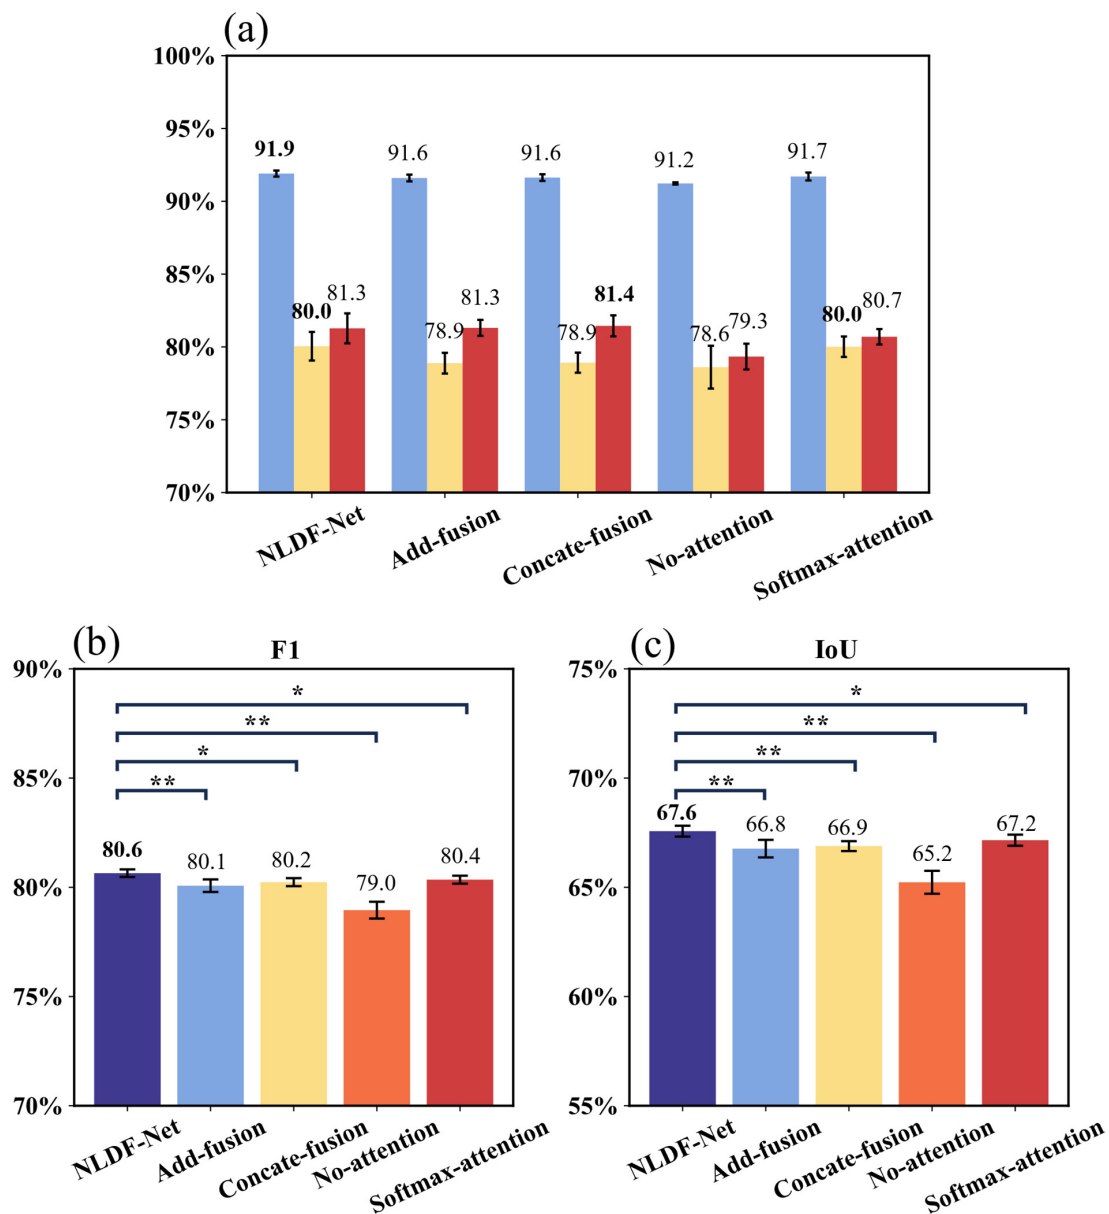 (a)
100%
95%
90%
85%
80%
75%
70%
91.9
80.0
81.3
91.6
78.9
81.3
91.6
78.9
81.4
91.2
78.6
79.3
91.7
80.0
80.7
NLDF-Net
Add-fusion
Concate-fusion
No-attention
Softmax-attention
(b)
F1
90%
85%
80%
75%
70%
*
**
*
**
80.6
80.1
80.2
79.0
80.4
NLDF-Net
Add-fusion
Concate-fusion
No-attention
Softmax-attention
(c)
IoU
75%
70%
65%
60%
55%
*
**
**
**
67.6
66.8
66.9
65.2
67.2
NLDF-Net
Add-fusion
Concate-fusion
No-attention
Softmax-attention